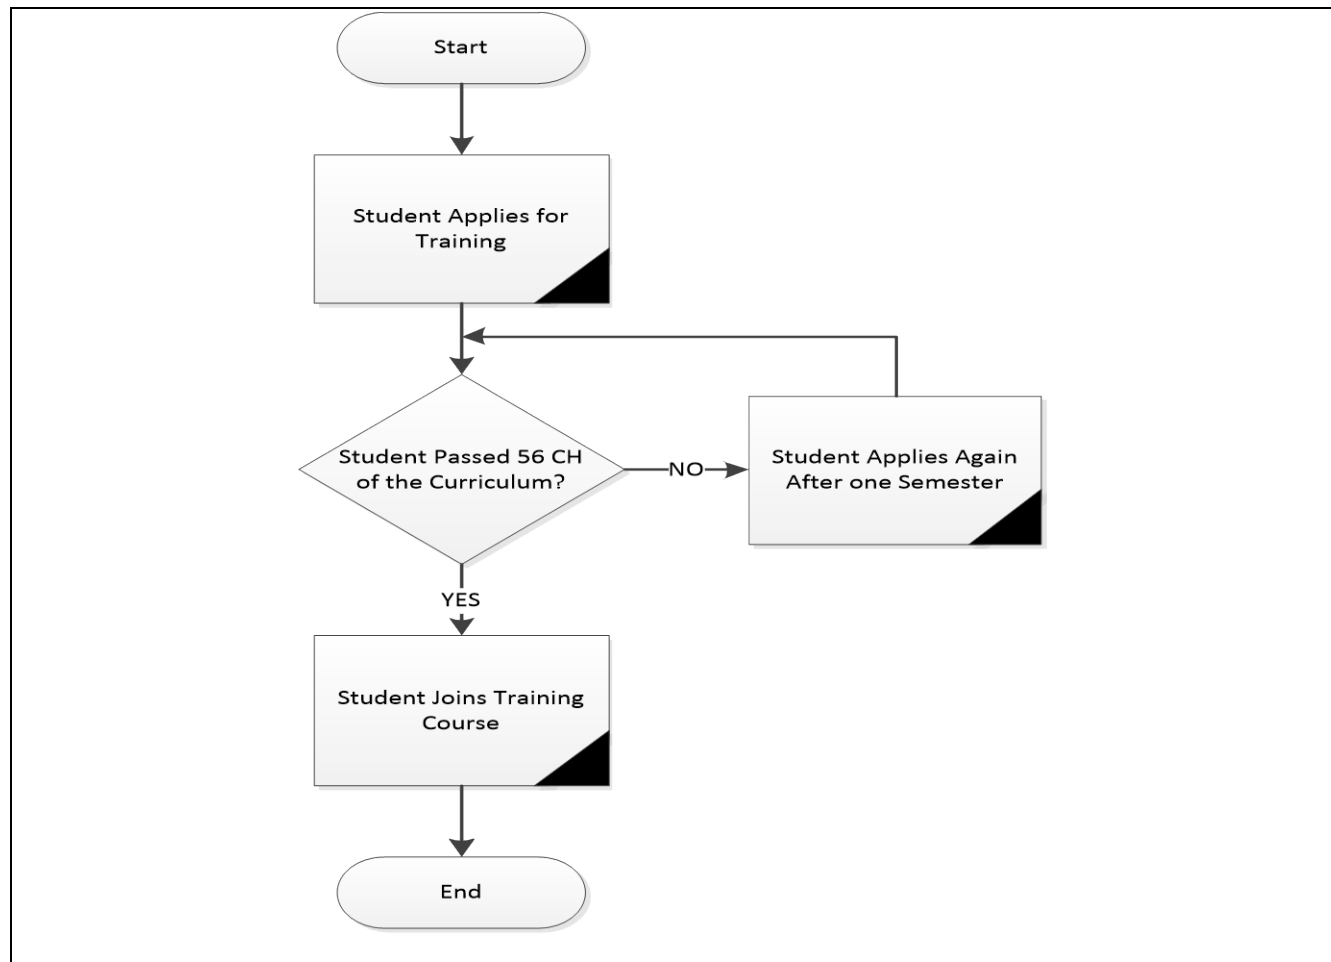 Start
Student Applies for
Training
Student Passed 56 CH
of the Curriculum?
NO
Student Applies Again
After one Semester
YES
Student Joins Training
Course
End